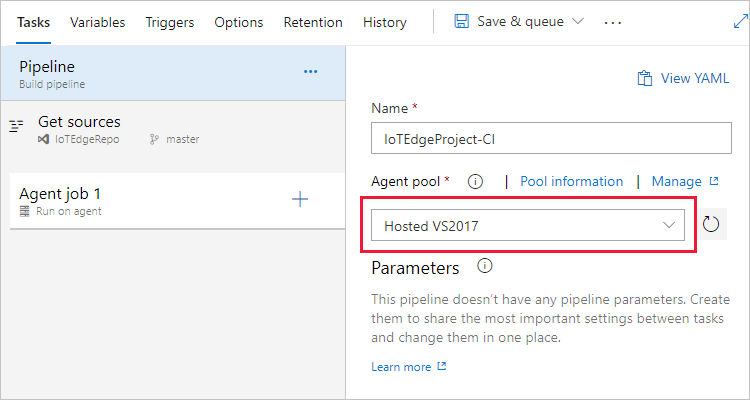 Tasks Variables Triggers Options Retention History Save & queue ...
Pipeline ...
Build pipeline
Get sources
IoTEdgeRepo master
Agent job 1
Run on agent
View YAML
Name *
IoTEdgeProject-CI
Agent pool * | Pool information | Manage
Hosted VS2017
Parameters
This pipeline doesn't have any pipeline parameters. Create
them to share the most important settings between tasks
and change them in one place.
Learn more